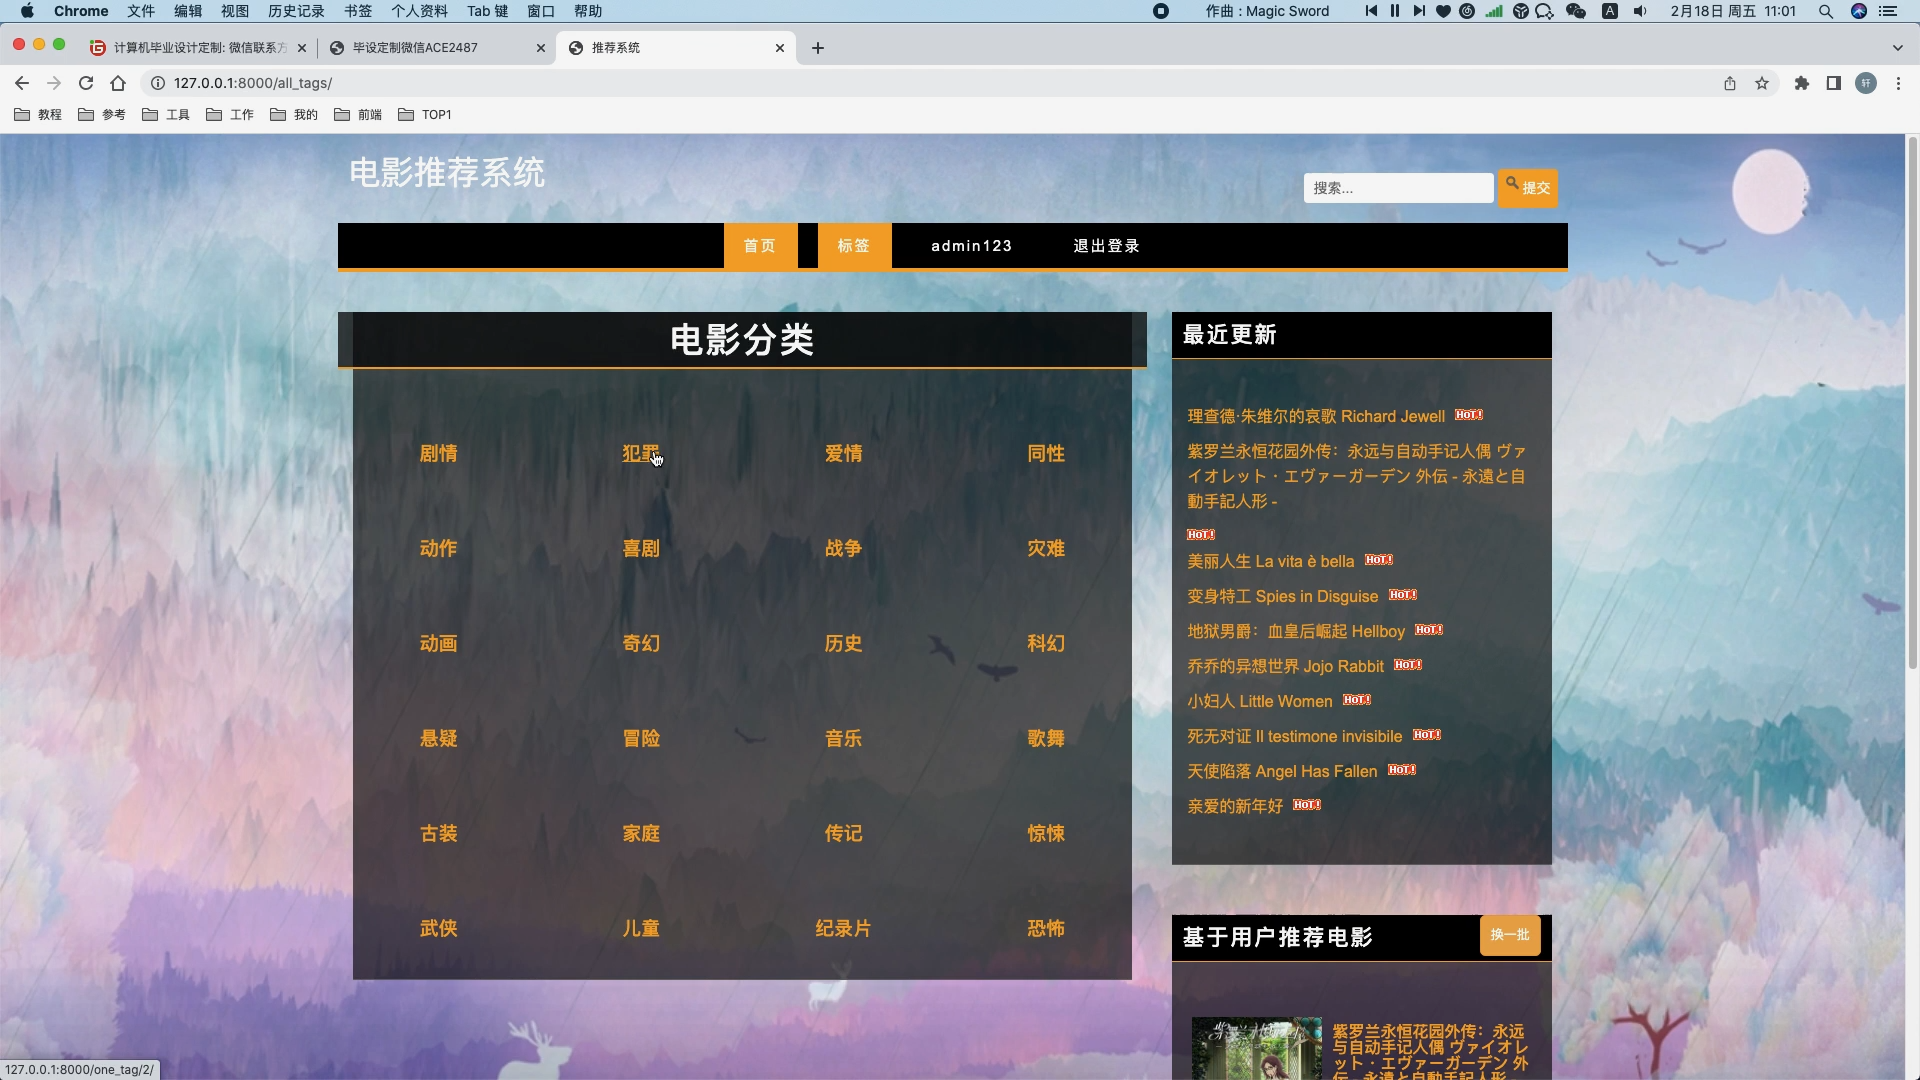 Chrome 文件 编辑 视图 历史记录 书签 个人资料 Tab 键 窗口 帮助 作曲 : Magic Sword A 2月18日 周五 11:01
计算机毕业设计定制: 微信联系方 毕设定制微信ACE2487 推荐系统
127.0.0.1:8000/all_tags/ 轩
教程 参考 工具 工作 我的 前端 TOP1
电影推荐系统
搜索... 提交
首页 标签 admin123 退出登录
电影分类
剧情 犯罪 爱情 同性
动作 喜剧 战争 灾难
动画 奇幻 历史 科幻
悬疑 冒险 音乐 歌舞
古装 家庭 传记 惊悚
武侠 儿童 纪录片 恐怖
最近更新
理查德·朱维尔的哀歌 Richard Jewell HOT!
紫罗兰永恒花园外传：永远与自动手记人偶 ヴァ
イオレット・エヴァーガーデン 外伝 - 永遠と自
動手記人形 -
HOT!
美丽人生 La vita è bella HOT!
变身特工 Spies in Disguise HOT!
地狱男爵：血皇后崛起 Hellboy HOT!
乔乔的异想世界 Jojo Rabbit HOT!
小妇人 Little Women HOT!
死无对证 Il testimone invisibile HOT!
天使陷落 Angel Has Fallen HOT!
亲爱的新年好 HOT!
基于用户推荐电影 换一批
紫罗兰永恒花园外传：永远
与自动手记人偶 ヴァイオレ
ット・エヴァーガーデン 外
伝 - 永遠と自動手記人形 -
127.0.0.1:8000/one_tag/2/